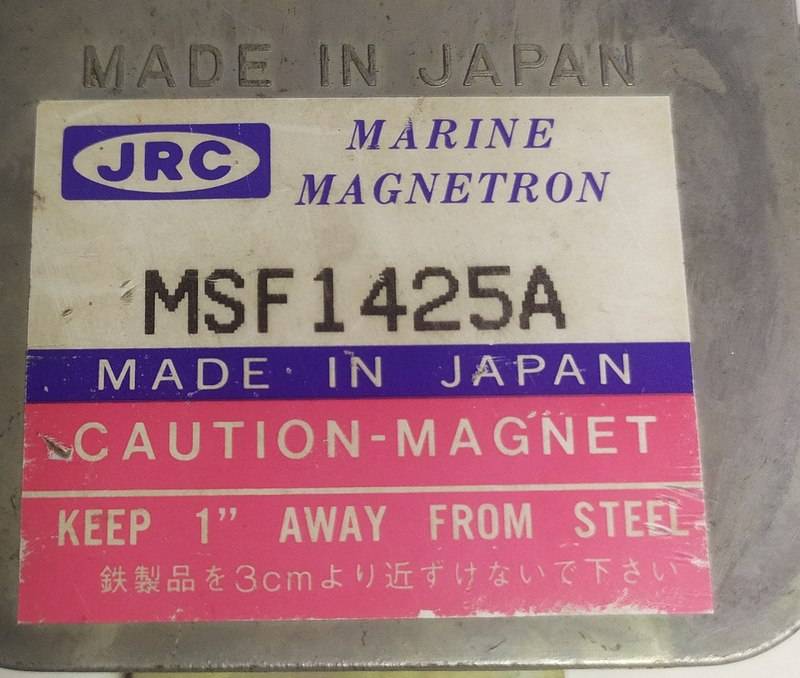 MADE IN JAPAN
JRC
MARINE
MAGNETRON
MSF1425A
MADE IN JAPAN
CAUTION-MAGNET
KEEP 1" AWAY FROM STEEL
鉄製品を3cmより近ずけないで下さい